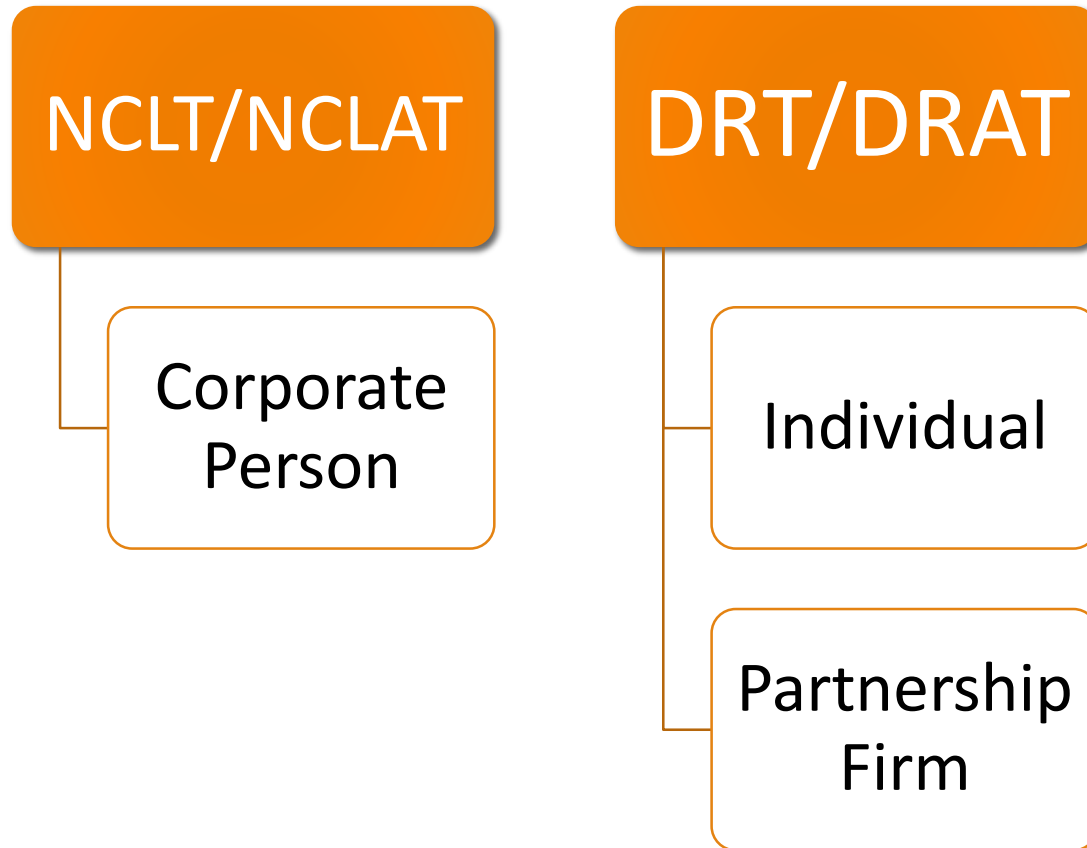 NCLT/NCLAT
Corporate
Person
DRT/DRAT
Individual
Partnership
Firm